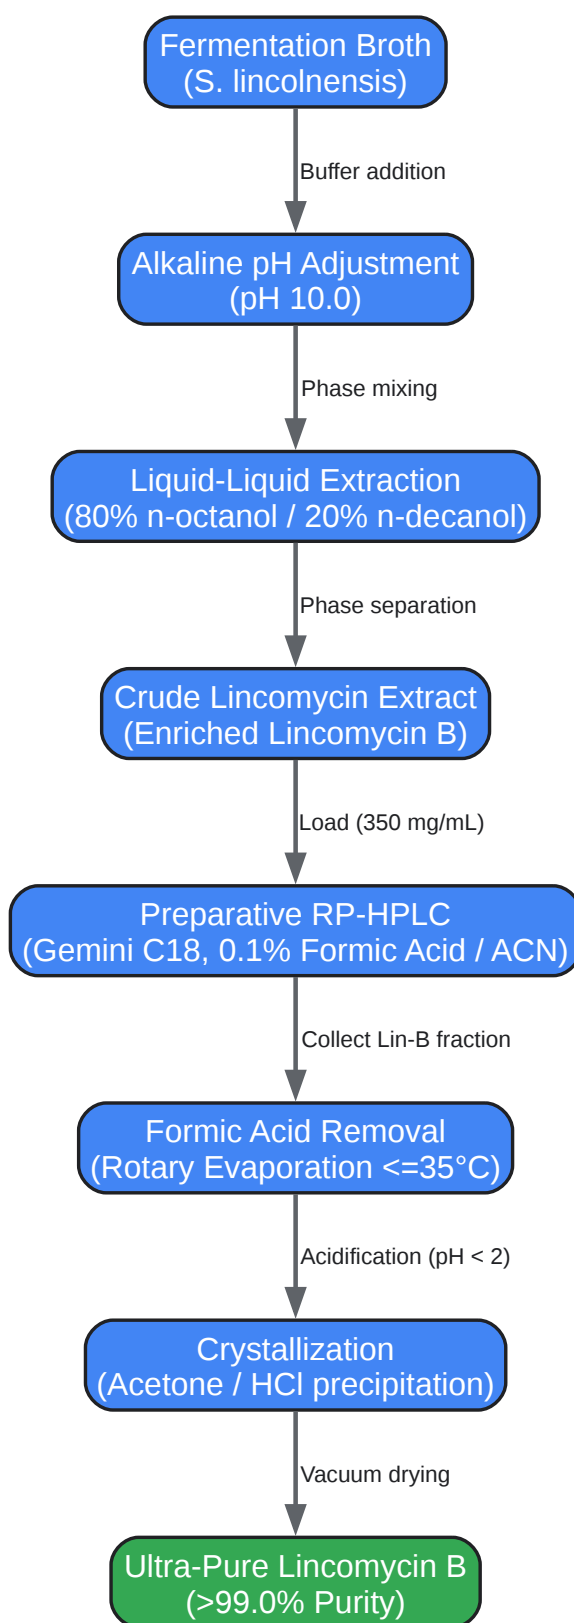 Fermentation Broth
(S. lincolnensis)
Buffer addition
Alkaline pH Adjustment
(pH 10.0)
Phase mixing
Liquid-Liquid Extraction
(80% n-octanol / 20% n-decanol)
Phase separation
Crude Lincomycin Extract
(Enriched Lincomycin B)
Load (350 mg/mL)
Preparative RP-HPLC
(Gemini C18, 0.1% Formic Acid / ACN)
Collect Lin-B fraction
Formic Acid Removal
(Rotary Evaporation <=35°C)
Acidification (pH < 2)
Crystallization
(Acetone / HCl precipitation)
Vacuum drying
Ultra-Pure Lincomycin B
(>99.0% Purity)